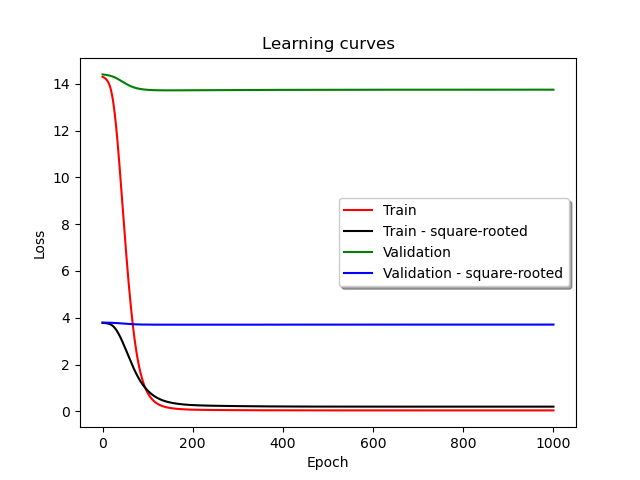 Learning curves
14
12
10
8
6
4
2
0
Loss
Train
Train - square-rooted
Validation
Validation - square-rooted
0 200 400 600 800 1000
Epoch